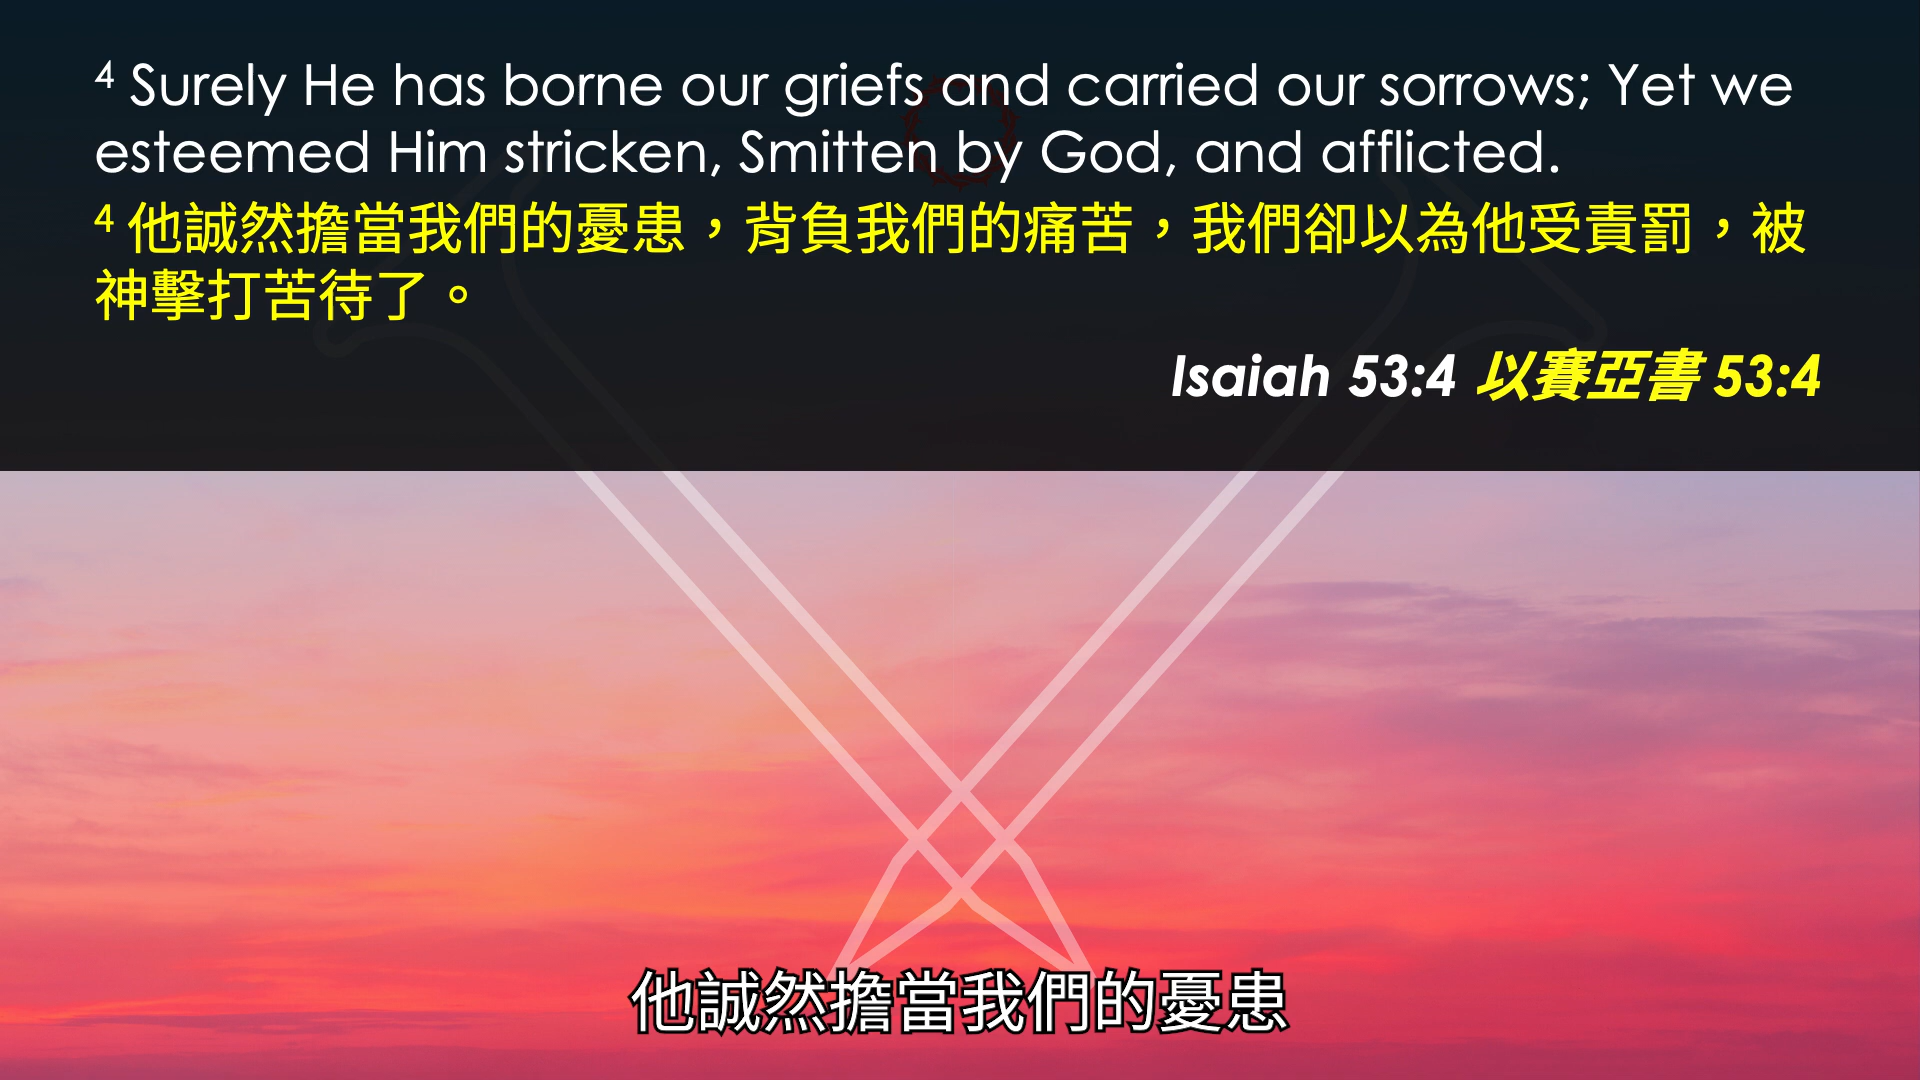 4 Surely He has borne our griefs and carried our sorrows; Yet we
esteemed Him stricken, Smitten by God, and afflicted.
4 他誠然擔當我們的憂患，背負我們的痛苦，我們卻以為他受責罰，被
神擊打苦待了。
Isaiah 53:4 以賽亞書 53:4
他誠然擔當我們的憂患